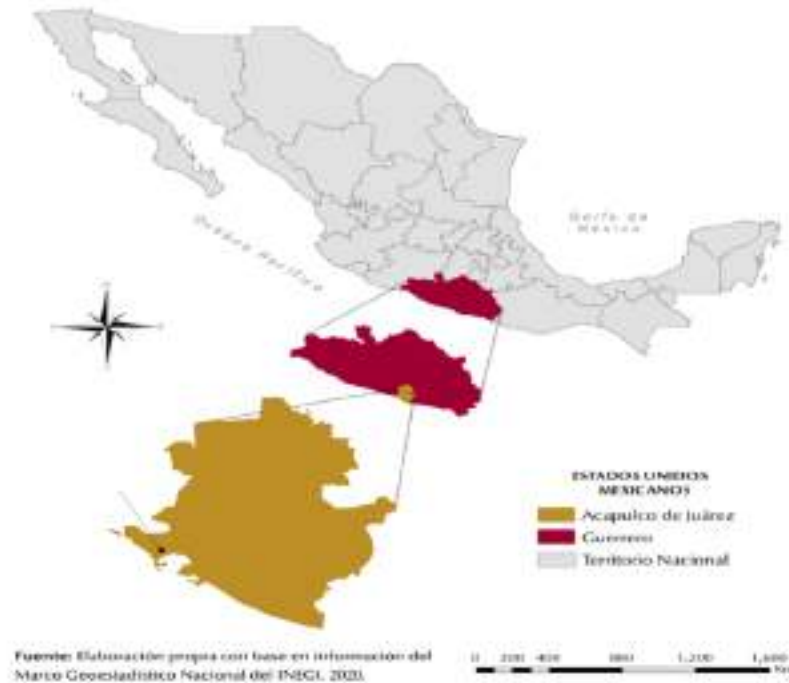 Golfo de
México
Océano Pacífico
ESTADOS UNIDOS
MEXICANOS
Acapulco de Juárez
Guerrero
Territorio Nacional
Fuente: Elaboración propia con base en información del
Marco Geoestadístico Nacional del INEGI, 2020.
0 200 400 800 1,200 1,600
Km